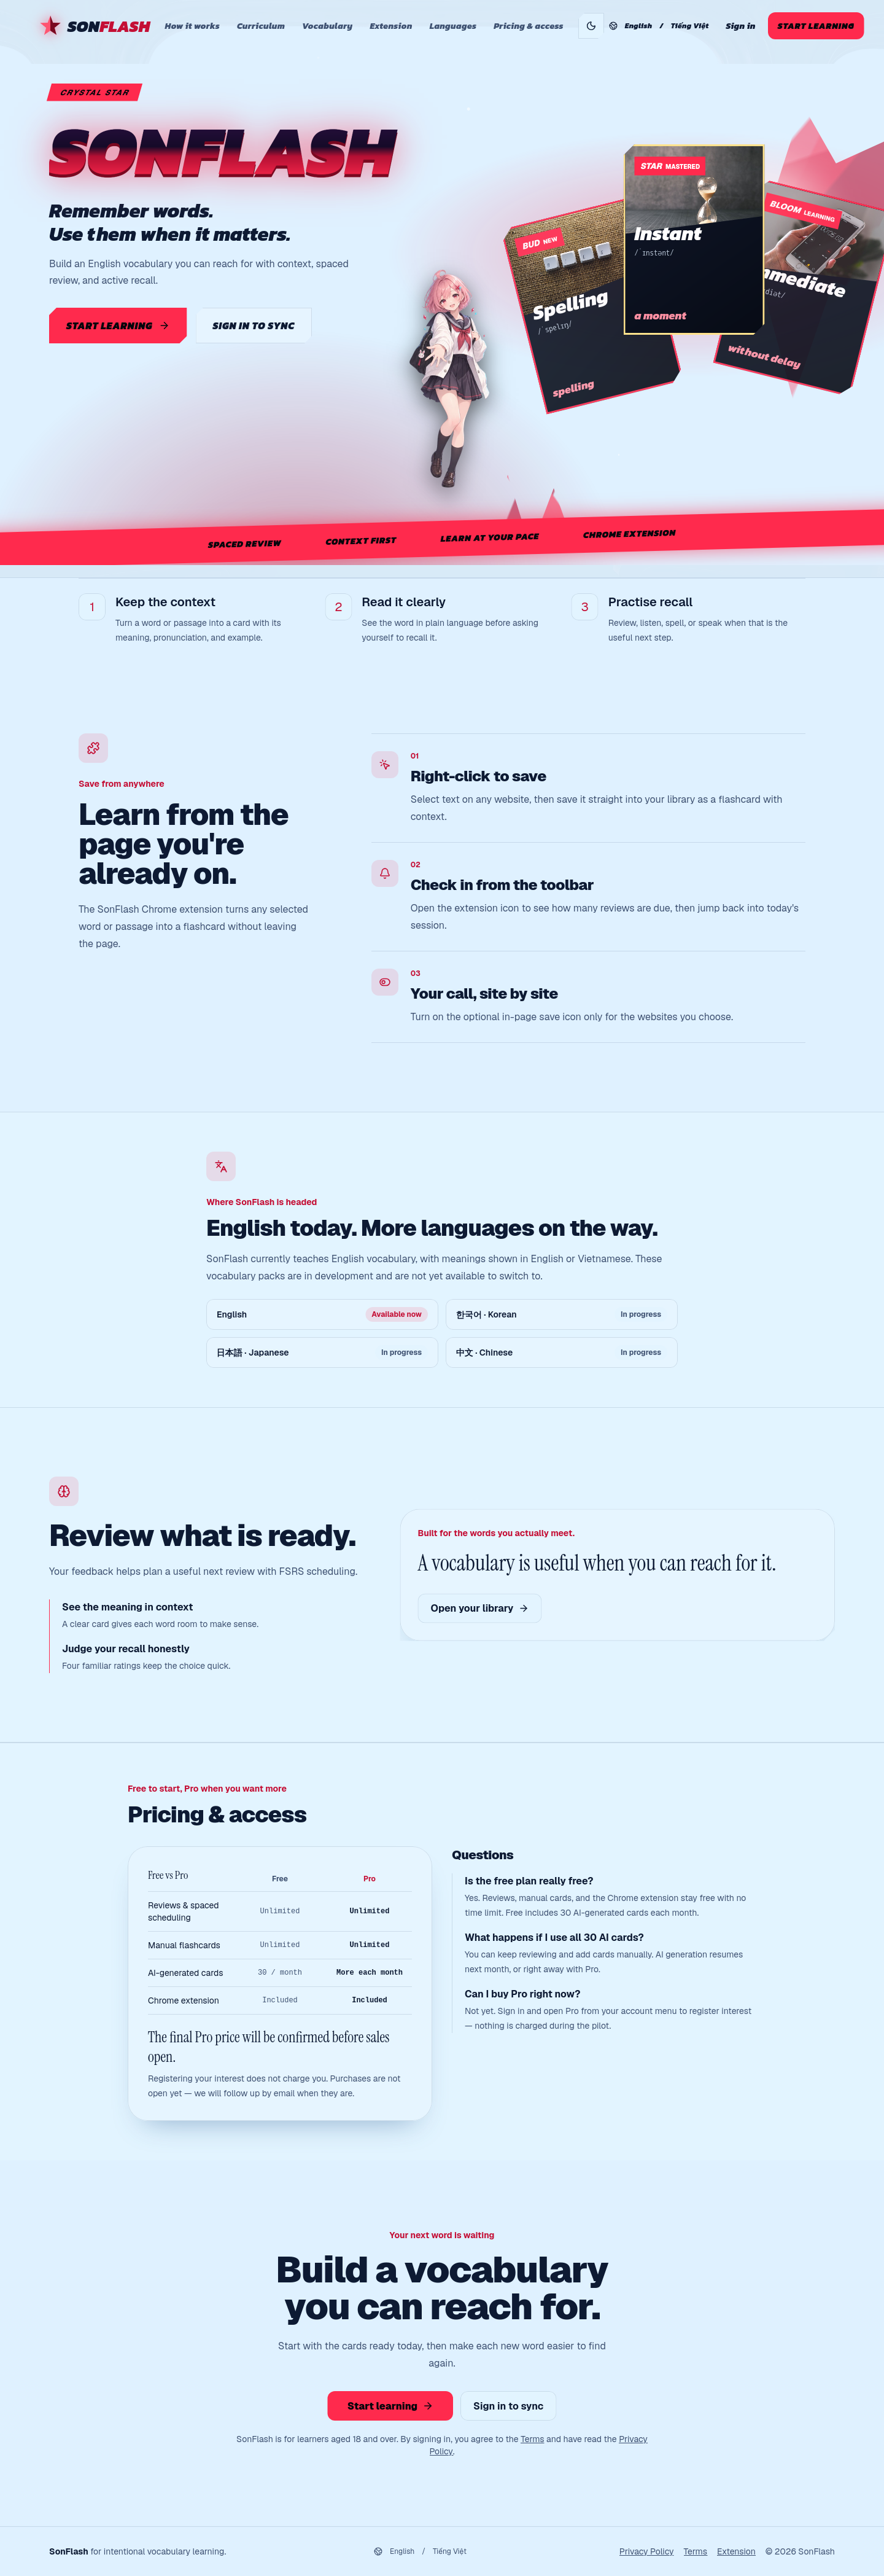 SONFLASH
How it works
Curriculum
Vocabulary
Extension
Languages
Pricing & access
English / Tiếng Việt
Sign in
START LEARNING
CRYSTAL STAR
SONFLASH
Remember words.
Use them when it matters.
Build an English vocabulary you can reach for with context, spaced
review, and active recall.
START LEARNING
SIGN IN TO SYNC
BUD NEW
Spelling
spelling
STAR MASTERED
Instant
/ˈɪnstənt/
a moment
BLOOM LEARNING
mmediate
without delay
SPACED REVIEW
CONTEXT FIRST
LEARN AT YOUR PACE
CHROME EXTENSION
1
Keep the context
Turn a word or passage into a card with its
meaning, pronunciation, and example.
2
Read it clearly
See the word in plain language before asking
yourself to recall it.
3
Practise recall
Review, listen, spell, or speak when that is the
useful next step.
Save from anywhere
Learn from the
page you're
already on.
The SonFlash Chrome extension turns any selected
word or passage into a flashcard without leaving
the page.
01
Right-click to save
Select text on any website, then save it straight into your library as a flashcard with
context.
02
Check in from the toolbar
Open the extension icon to see how many reviews are due, then jump back into today's
session.
03
Your call, site by site
Turn on the optional in-page save icon only for the websites you choose.
Where SonFlash is headed
English today. More languages on the way.
SonFlash currently teaches English vocabulary, with meanings shown in English or Vietnamese. These
vocabulary packs are in development and are not yet available to switch to.
English
Available now
한국어 · Korean
In progress
日本語 · Japanese
In progress
中文 · Chinese
In progress
Review what is ready.
Your feedback helps plan a useful next review with FSRS scheduling.
See the meaning in context
A clear card gives each word room to make sense.
Judge your recall honestly
Four familiar ratings keep the choice quick.
Built for the words you actually meet.
A vocabulary is useful when you can reach for it.
Open your library
Free to start, Pro when you want more
Pricing & access
Free vs Pro
Free
Pro
Reviews & spaced
scheduling
Unlimited
Unlimited
Manual flashcards
Unlimited
Unlimited
AI-generated cards
30 / month
More each month
Chrome extension
Included
Included
The final Pro price will be confirmed before sales
open.
Registering your interest does not charge you. Purchases are not
open yet — we will follow up by email when they are.
Questions
Is the free plan really free?
Yes. Reviews, manual cards, and the Chrome extension stay free with no
time limit. Free includes 30 AI-generated cards each month.
What happens if I use all 30 AI cards?
You can keep reviewing and add cards manually. AI generation resumes
next month, or right away with Pro.
Can I buy Pro right now?
Not yet. Sign in and open Pro from your account menu to register interest
— nothing is charged during the pilot.
Your next word is waiting
Build a vocabulary
you can reach for.
Start with the cards ready today, then make each new word easier to find
again.
Start learning
Sign in to sync
SonFlash is for learners aged 18 and over. By signing in, you agree to the Terms and have read the Privacy
Policy.
SonFlash for intentional vocabulary learning.
English / Tiếng Việt
Privacy Policy
Terms
Extension
© 2026 SonFlash